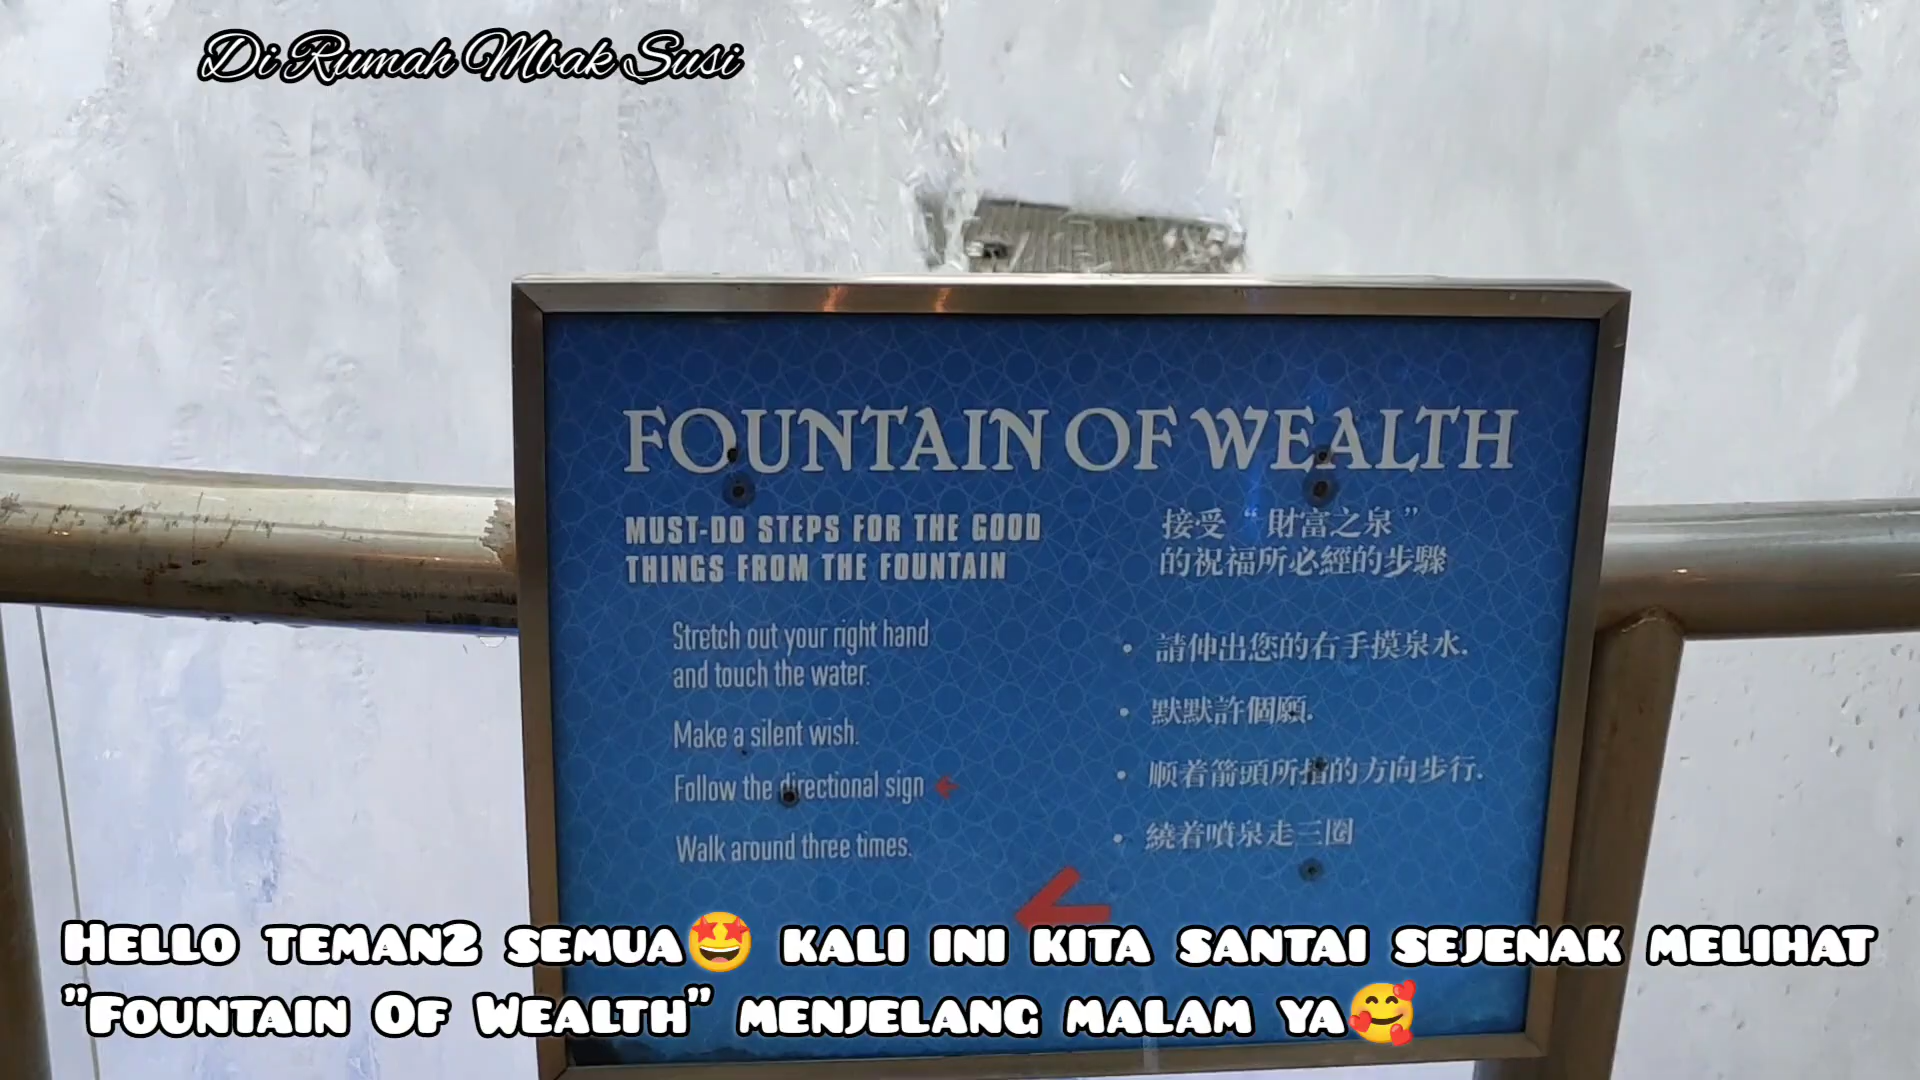 Di Rumah Mbak Susi
FOUNTAIN OF WEALTH
MUST-DO STEPS FOR THE GOOD
THINGS FROM THE FOUNTAIN
Stretch out your right hand
and touch the water.
Make a silent wish.
Follow the directional sign
Walk around three times.
接受“財富之泉”
的祝福所必經的步驟
• 請伸出您的右手摸泉水.
• 默默許個願.
• 顺着箭頭所指的方向步行.
• 繞着噴泉走三圈
Hello teman2 semua🤩 kali ini kita santai sejenak melihat
"Fountain Of Wealth" menjelang malam ya🥰